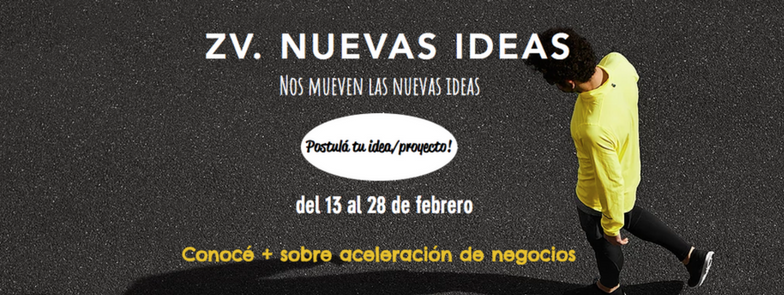 ZV. NUEVAS IDEAS
NOS MUEVEN LAS NUEVAS IDEAS
Postulá tu idea/proyecto!
del 13 al 28 de febrero
Conocé + sobre aceleración de negocios